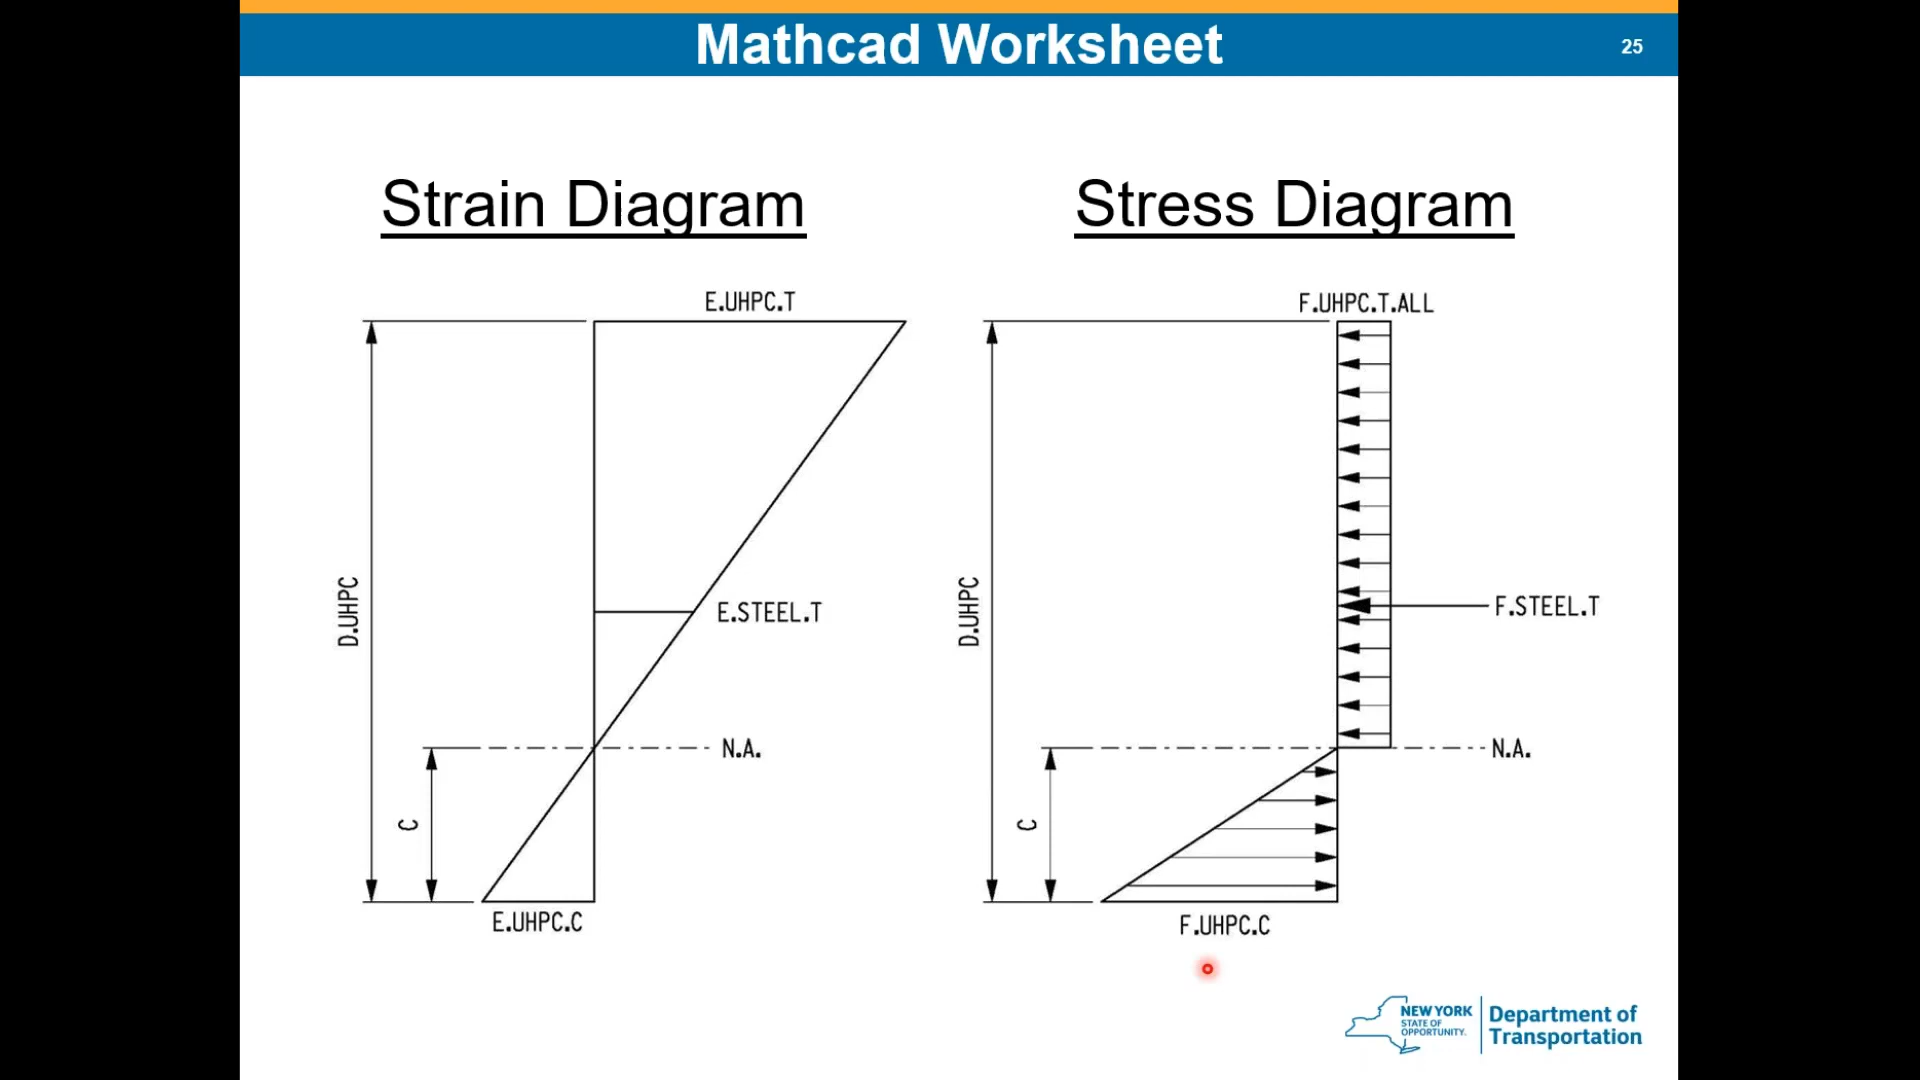 Mathcad Worksheet
25
Strain Diagram
Stress Diagram
E.UHPC.T
D.UHPC
E.STEEL.T
N.A.
C
E.UHPC.C
F.UHPC.T.ALL
D.UHPC
F.STEEL.T
N.A.
C
F.UHPC.C
NEW YORK
STATE OF
OPPORTUNITY.
Department of
Transportation